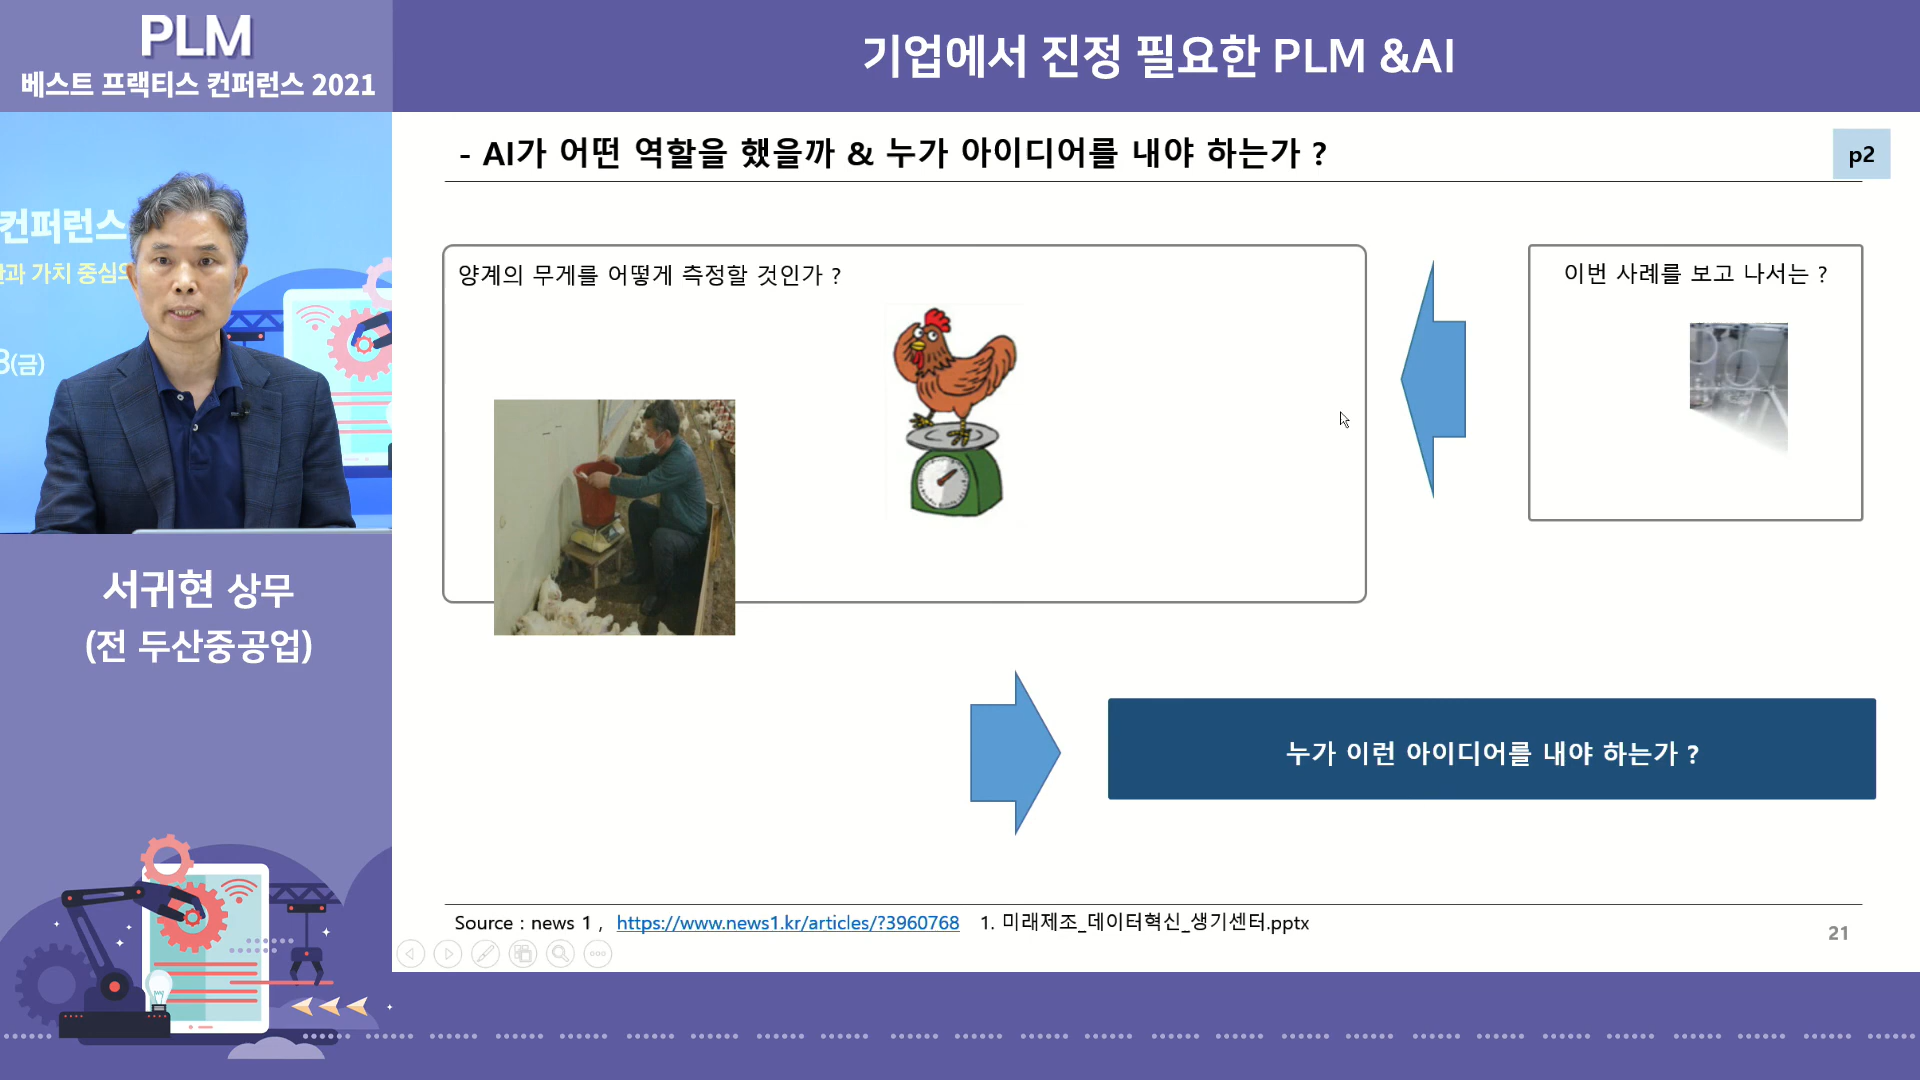 PLM
베스트 프랙티스 컨퍼런스 2021
기업에서 진정 필요한 PLM &AI
- AI가 어떤 역할을 했을까 & 누가 아이디어를 내야 하는가 ?
p2
컨퍼런스
가치 중심의
(금)
양계의 무게를 어떻게 측정할 것인가 ?
이번 사례를 보고 나서는 ?
서귀현 상무
(전 두산중공업)
누가 이런 아이디어를 내야 하는가 ?
Source : news 1 , https://www.news1.kr/articles/?3960768 1. 미래제조_데이터혁신_생기센터.pptx
21